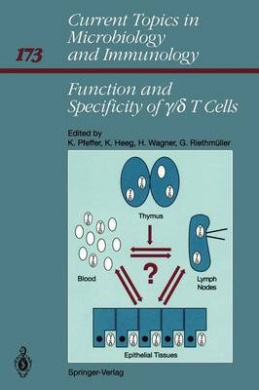 Current Topics in
Microbiology
and Immunology
173
Function and
Specificity of γ/δ T Cells
Edited by
K. Pfeffer, K. Heeg, H. Wagner, G. Riethmüller
Thymus
Blood
?
Lymph
Nodes
Epithelial Tissues
Springer-Verlag